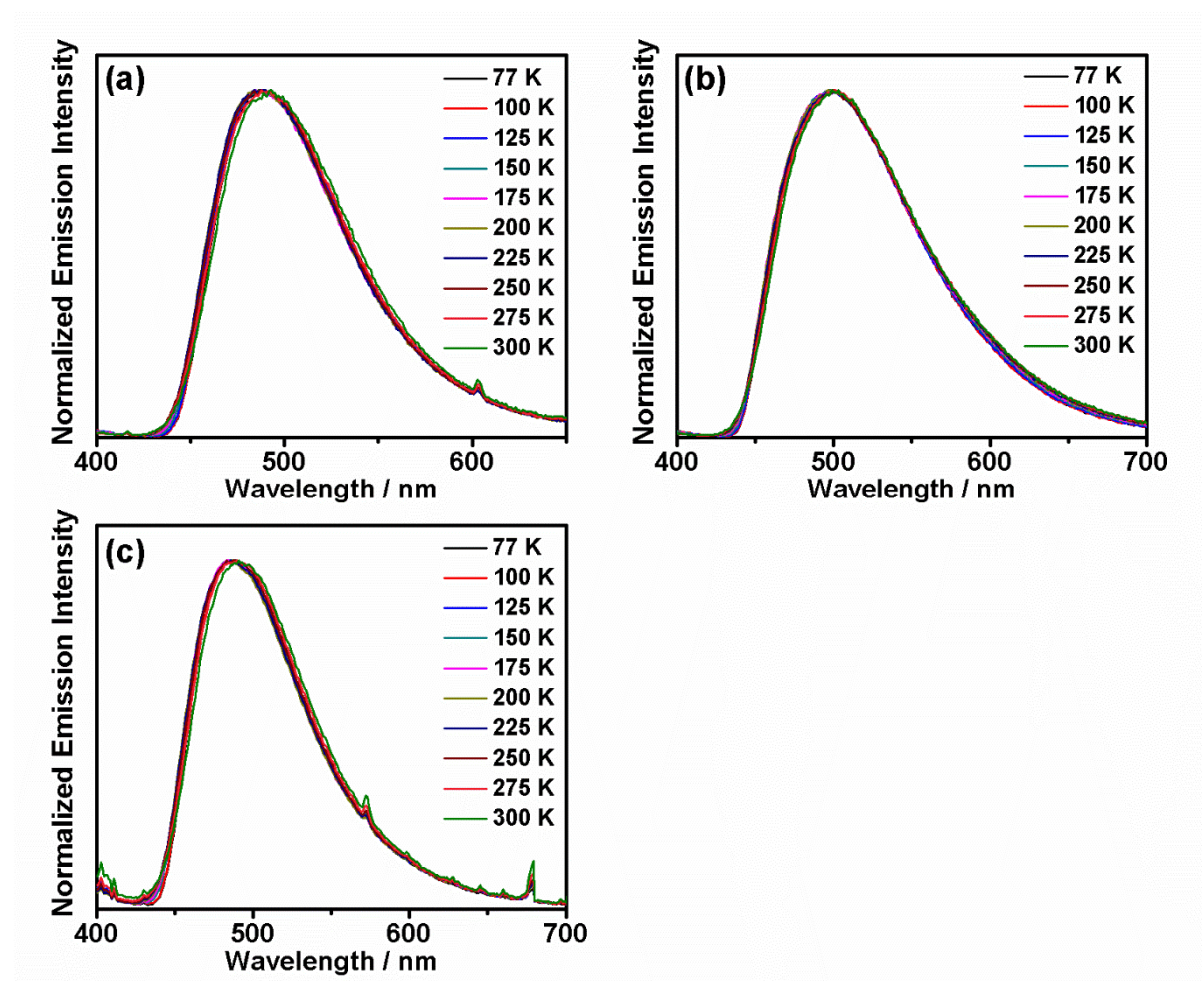 (a)
Normalized Emission Intensity
77 K
100 K
125 K
150 K
175 K
200 K
225 K
250 K
275 K
300 K
400 500 600
Wavelength / nm
(b)
Normalized Emission Intensity
77 K
100 K
125 K
150 K
175 K
200 K
225 K
250 K
275 K
300 K
400 500 600 700
Wavelength / nm
(c)
Normalized Emission Intensity
77 K
100 K
125 K
150 K
175 K
200 K
225 K
250 K
275 K
300 K
400 500 600 700
Wavelength / nm